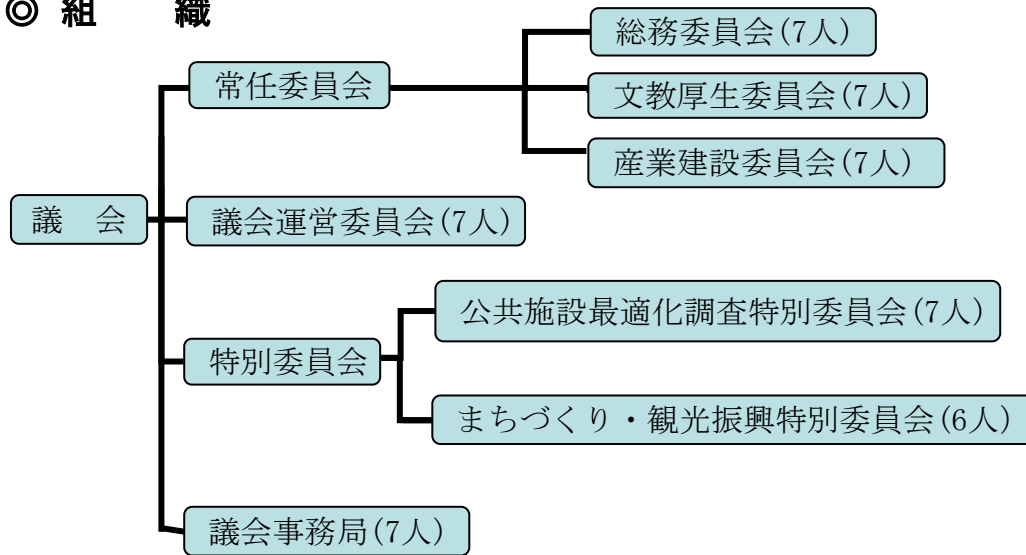 ◎ 組　織
総務委員会(7人)
常任委員会
文教厚生委員会(7人)
産業建設委員会(7人)
議　会
議会運営委員会(7人)
公共施設最適化調査特別委員会(7人)
特別委員会
まちづくり・観光振興特別委員会(6人)
議会事務局(7人)